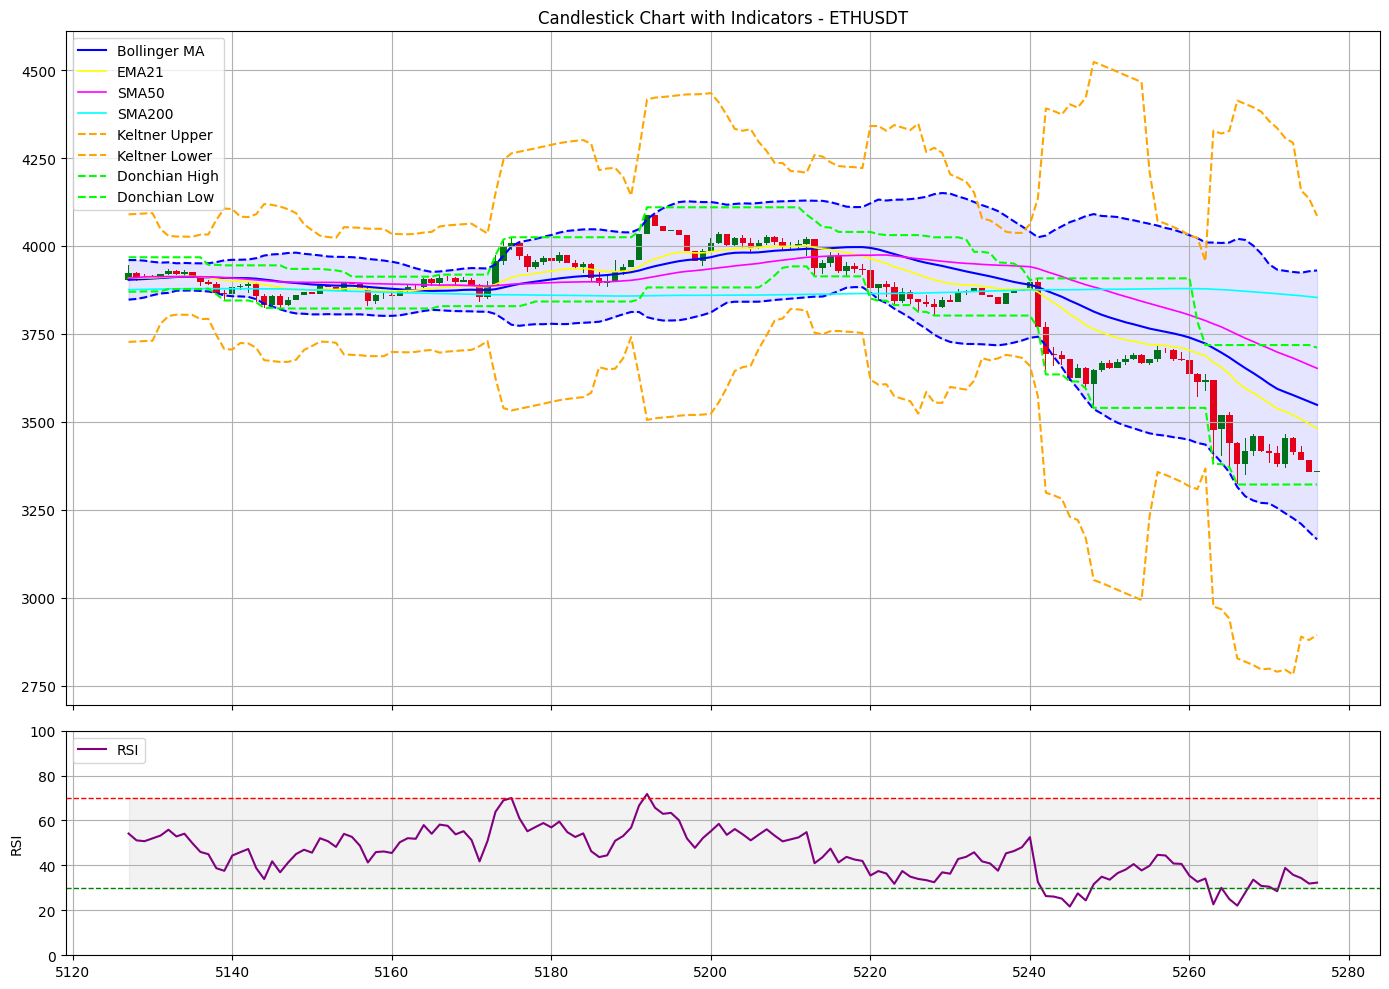 Candlestick Chart with Indicators - ETHUSDT
Bollinger MA
EMA21
SMA50
SMA200
Keltner Upper
Keltner Lower
Donchian High
Donchian Low
4500
4250
4000
3750
3500
3250
3000
2750
RSI
100
80
60
40
20
0
RSI
5120 5140 5160 5180 5200 5220 5240 5260 5280